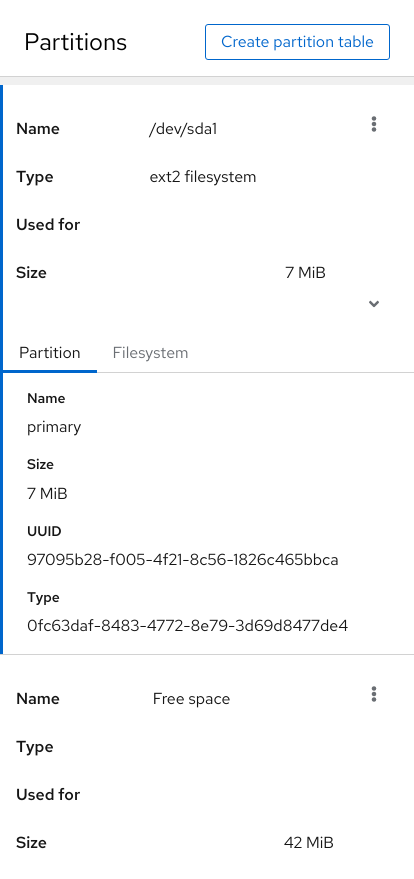 Partitions Create partition table
Name /dev/sda1
Type ext2 filesystem
Used for
Size 7 MiB
Partition Filesystem
Name
primary
Size
7 MiB
UUID
97095b28-f005-4f21-8c56-1826c465bbca
Type
0fc63daf-8483-4772-8e79-3d69d8477de4
Name Free space
Type
Used for
Size 42 MiB